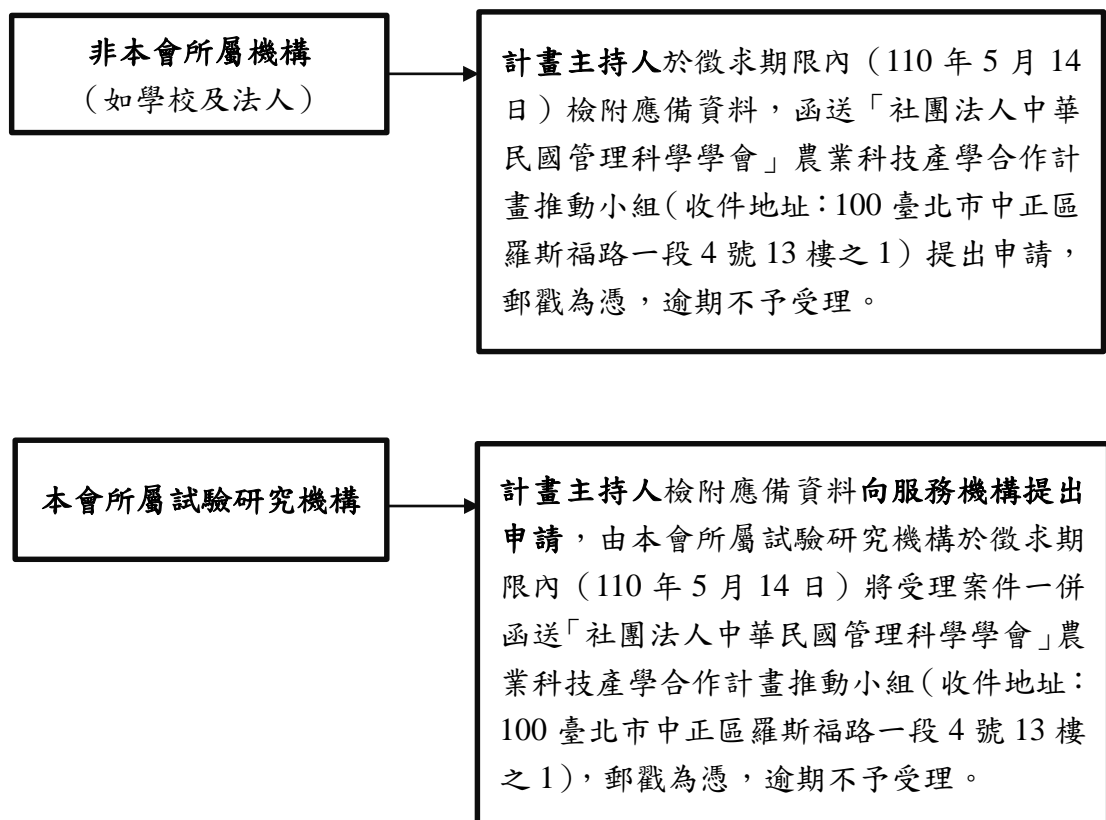 非本會所屬機構
（如學校及法人）
計畫主持人於徵求期限內（110 年 5 月 14
日）檢附應備資料，函送「社團法人中華
民國管理科學學會」農業科技產學合作計
畫推動小組（收件地址：100 臺北市中正區
羅斯福路一段 4 號 13 樓之 1）提出申請，
郵戳為憑，逾期不予受理。
本會所屬試驗研究機構
計畫主持人檢附應備資料向服務機構提出
申請，由本會所屬試驗研究機構於徵求期
限內（110 年 5 月 14 日）將受理案件一併
函送「社團法人中華民國管理科學學會」農
業科技產學合作計畫推動小組（收件地址：
100 臺北市中正區羅斯福路一段 4 號 13 樓
之 1），郵戳為憑，逾期不予受理。